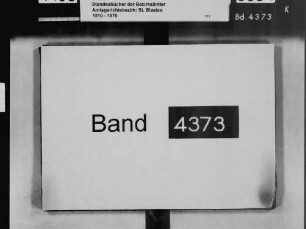 Standesbücher der Bezirksämter
Amtsgerichtsbezirk: St. Blasien
1810 - 1870
Bd. 4373
K
Band 4373